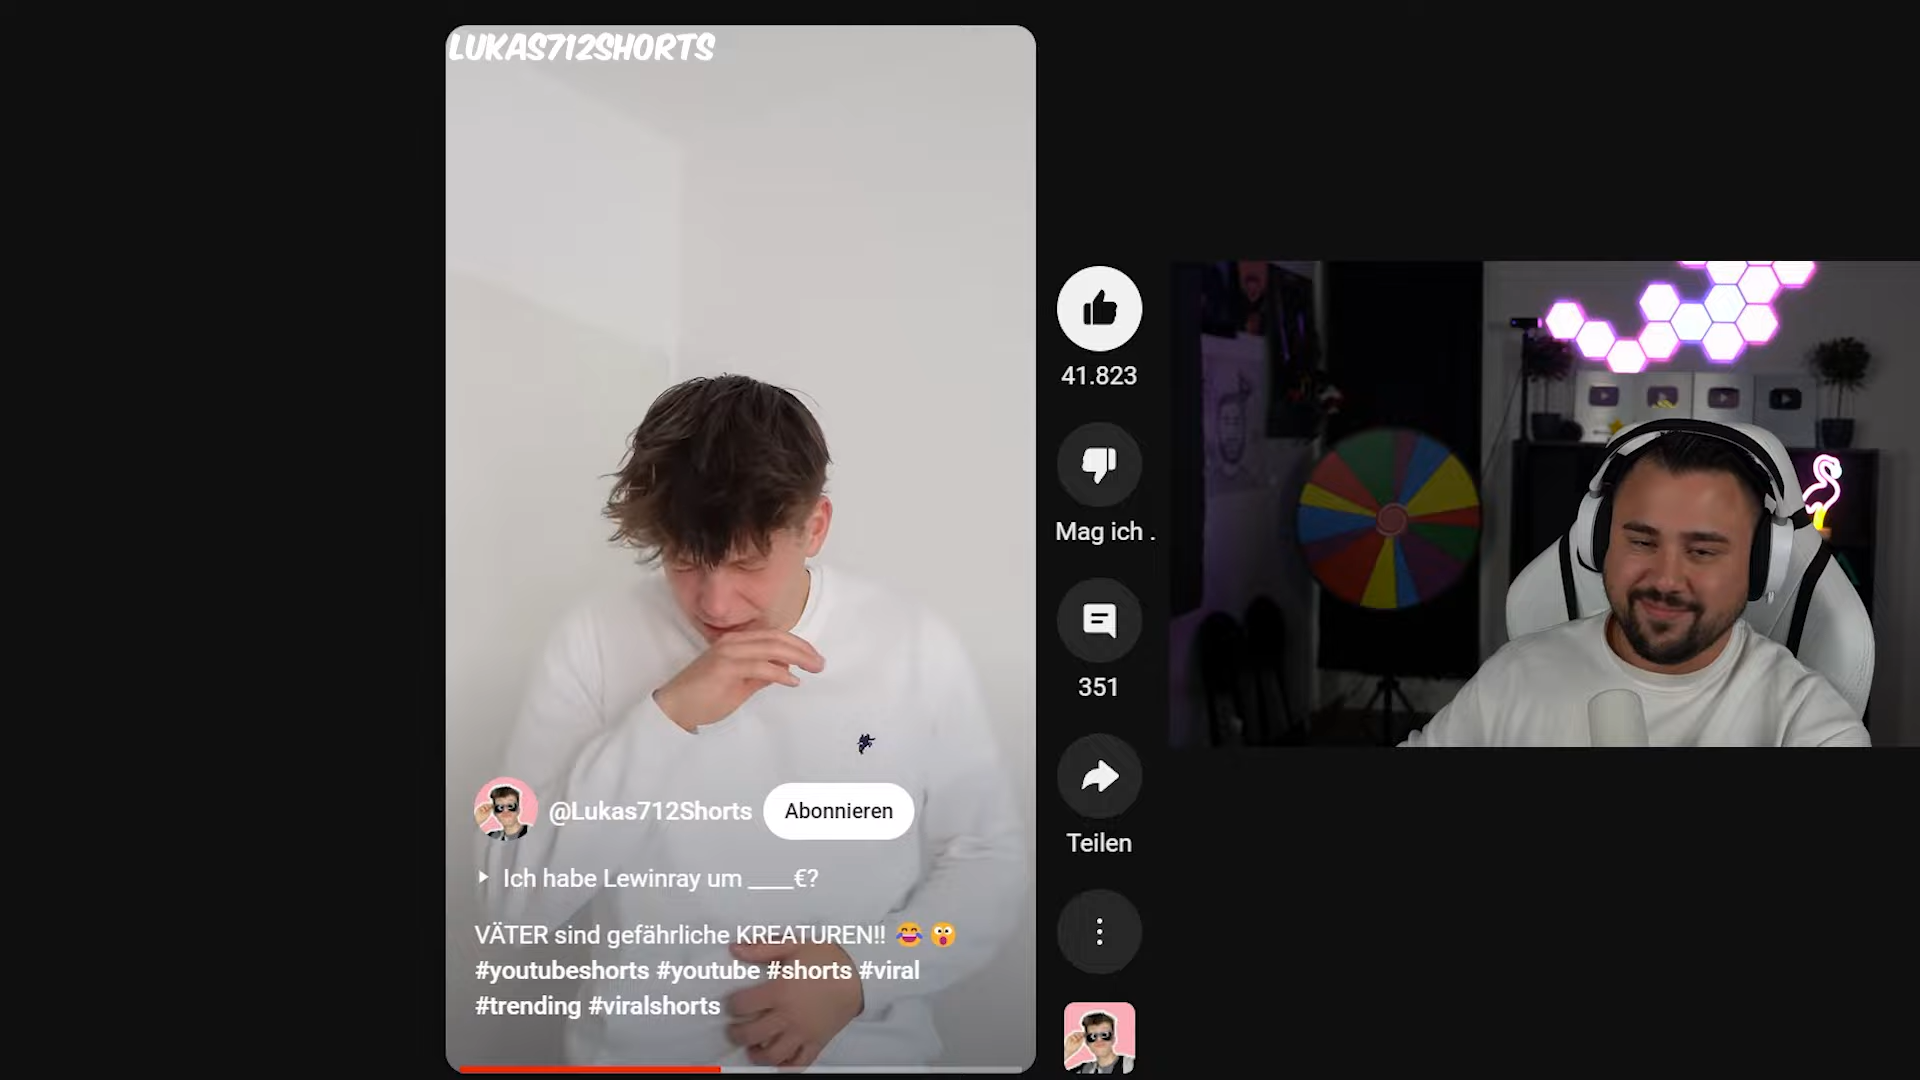 LUKAS712SHORTS
41.823
Mag ich .
351
Teilen
@Lukas712Shorts
Abonnieren
Ich habe Lewinray um ____€?
VÄTER sind gefährliche KREATUREN!! 😂 😲
#youtubeshorts #youtube #shorts #viral
#trending #viralshorts